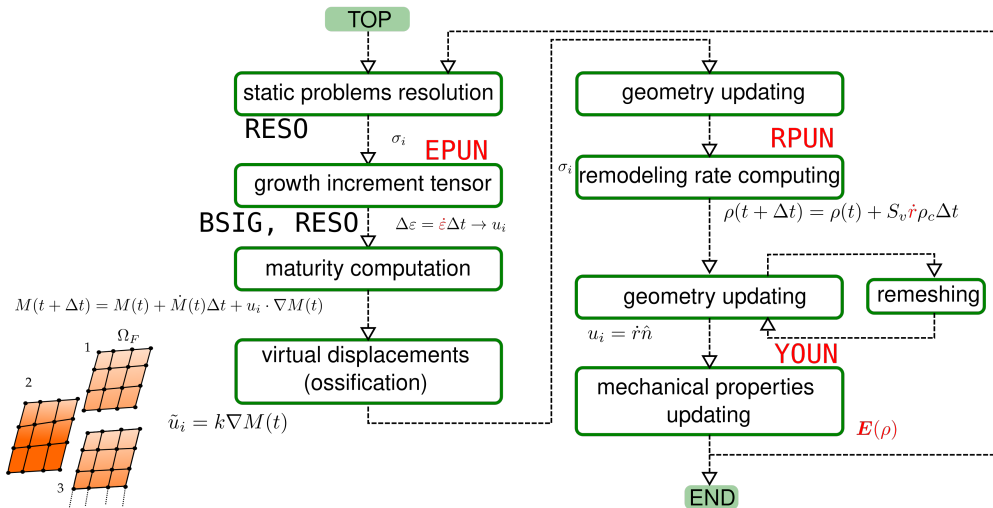 TOP
static problems resolution
RESO
σ_i
EPUN
growth increment tensor
BSIG, RESO
Δε = ε̇Δt → u_i
maturity computation
M(t + Δt) = M(t) + Ṁ(t)Δt + u_i · ∇M(t)
Ω_F
1
2
3
virtual displacements
(ossification)
ũ_i = k∇M(t)
geometry updating
RPUN
σ_i
remodeling rate computing
ρ(t + Δt) = ρ(t) + S_v ṙρ_cΔt
geometry updating
remeshing
u_i = ṙn̂
YOUN
mechanical properties
updating
E(ρ)
END